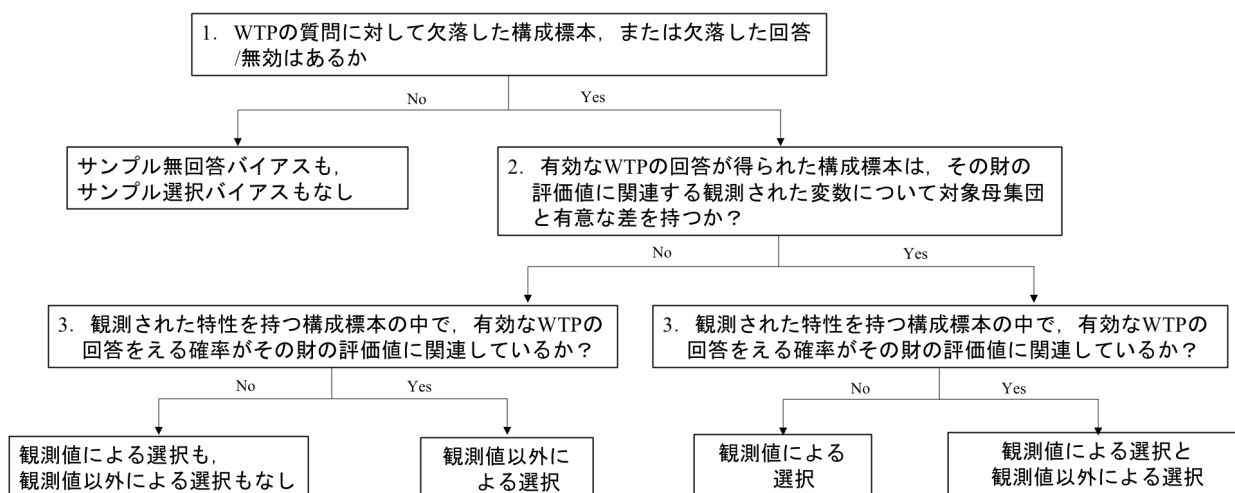 1. WTPの質問に対して欠落した構成標本,または欠落した回答
/無効はあるか
No
Yes
サンプル無回答バイアスも,
サンプル選択バイアスもなし
2. 有効なWTPの回答が得られた構成標本は,その財の
評価値に関連する観測された変数について対象母集団
と有意な差を持つか?
No
Yes
3. 観測された特性を持つ構成標本の中で,有効なWTPの
回答をえる確率がその財の評価値に関連しているか?
3. 観測された特性を持つ構成標本の中で,有効なWTPの
回答をえる確率がその財の評価値に関連しているか?
No
Yes
No
Yes
観測値による選択も,
観測値以外による選択もなし
観測値以外に
よる選択
観測値による
選択
観測値による選択と
観測値以外による選択